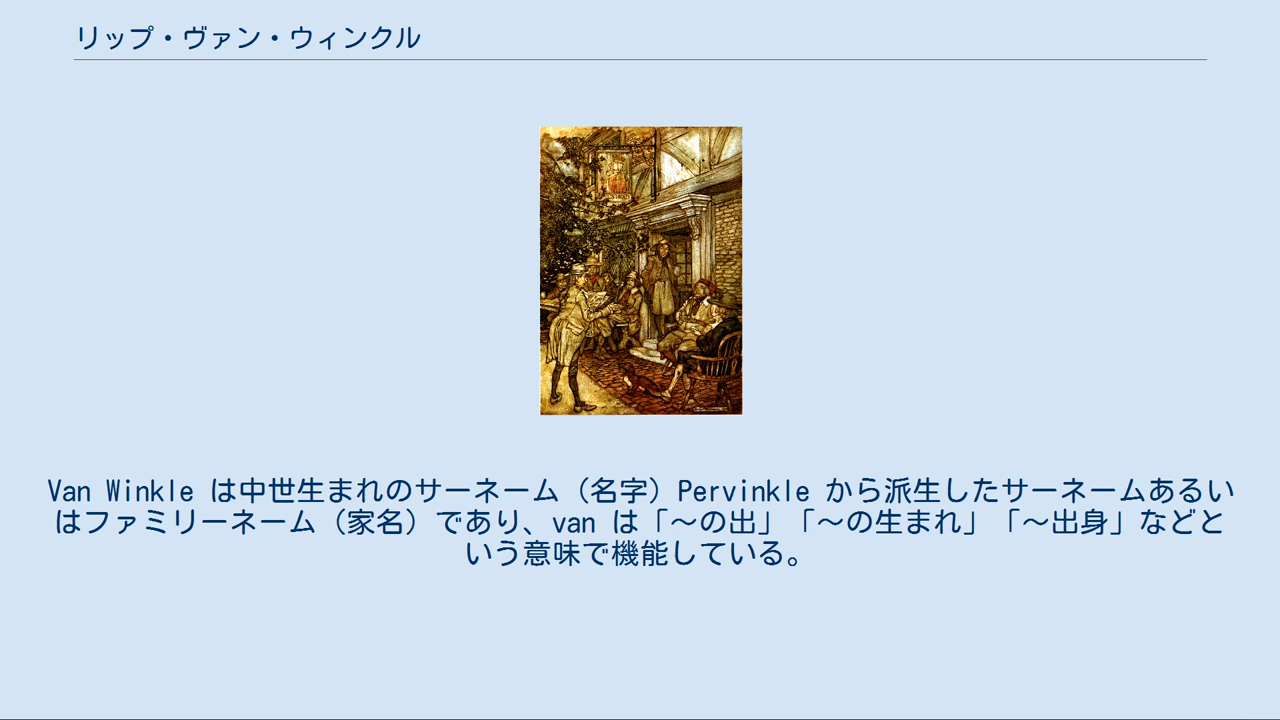 リップ・ヴァン・ウィンクル
Van Winkle は中世生まれのサーネーム（名字）Pervinkle から派生したサーネームあるい
はファミリーネーム（家名）であり、van は「～の出」「～の生まれ」「～出身」などと
いう意味で機能している。